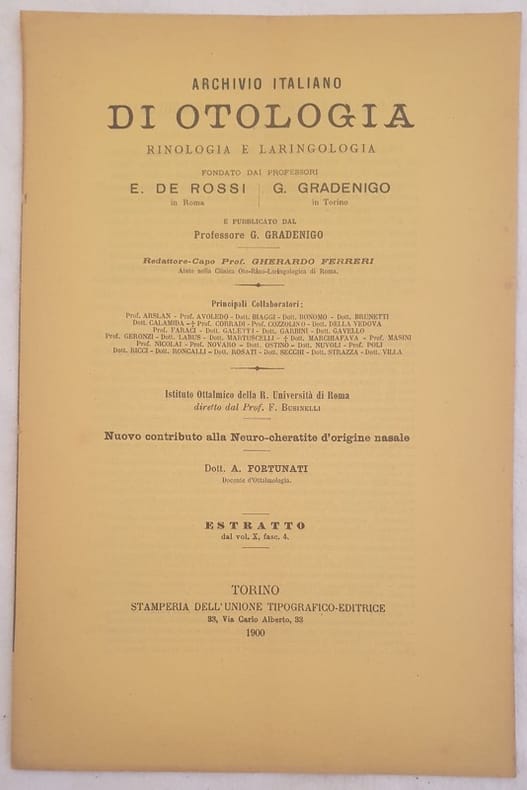 ARCHIVIO ITALIANO
DI OTOLOGIA
RINOLOGIA E LARINGOLOGIA
FONDATO DAI PROFESSORI
E. DE ROSSI
in Roma
G. GRADENIGO
in Torino
E PUBBLICATO DAL
Professore G. GRADENIGO
Redattore-Capo Prof. GHERARDO FERRERI
Aiuto nella Clinica Oto-Rino-Laringologica di Roma.
Principali Collaboratori:
Prof. ARSLAN - Prof. AVOLEDO - Dott. BIAGGI - Dott. BONOMO - Dott. BRUNETTI
Dott. CALAMIDA - † Prof. CORRADI - Prof. COZZOLINO - Dott. DELLA VEDOVA
Prof. FARACI - Dott. GALETTI - Dott. GARBINI - Dott. GAVELLO
Prof. GERONZI - Dott. LABUS - Dott. MARTUSCELLI - † Dott. MARCHIAFAVA - Prof. MASINI
Prof. NICOLAI - Prof. NOVARO - Dott. OSTINO - Dott. NUVOLI - Prof. POLI
Dott. RICCI - Dott. RONCALLI - Dott. ROSATI - Dott. SECCHI - Dott. STRAZZA - Dott. VILLA
Istituto Ottalmico della R. Università di Roma
diretto dal Prof. F. BUSINELLI
Nuovo contributo alla Neuro-cheratite d'origine nasale
Dott. A. FORTUNATI
Docente d'Ottalmologia.
ESTRATTO
dal vol. X, fasc. 4.
TORINO
STAMPERIA DELL'UNIONE TIPOGRAFICO-EDITRICE
33, Via Carlo Alberto, 33
1900